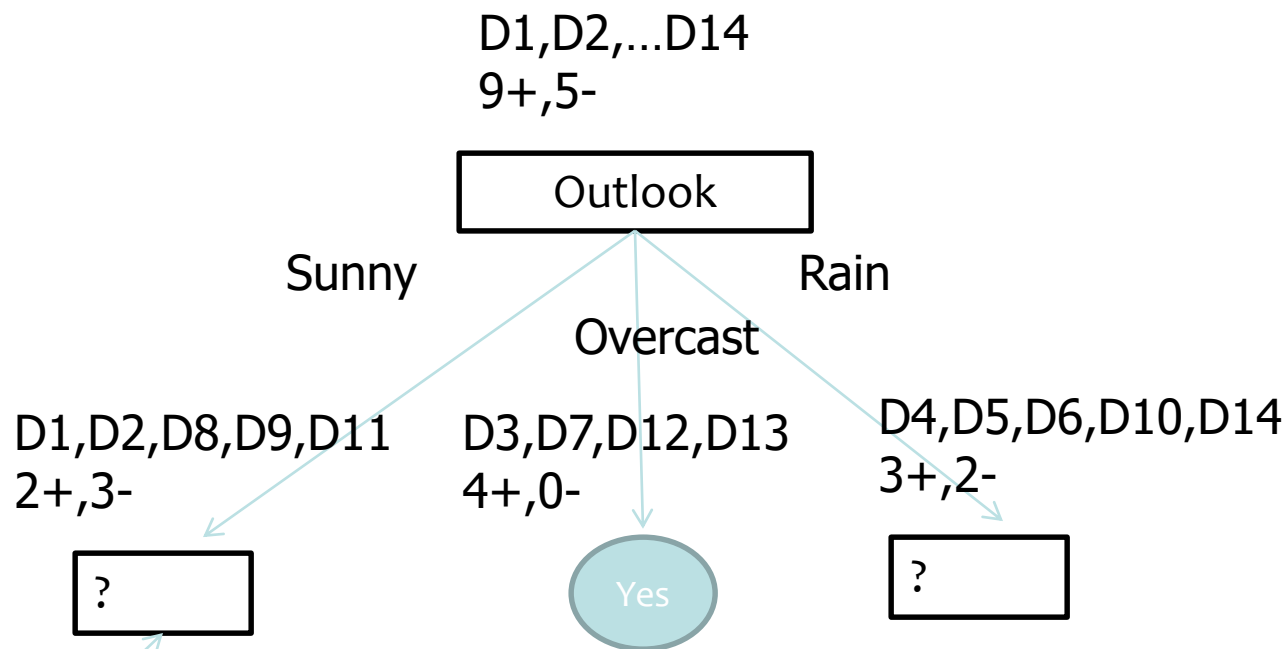 D1,D2,...D14
9+,5-
Outlook
Sunny
Rain
Overcast
D1,D2,D8,D9,D11
2+,3-
D3,D7,D12,D13
4+,0-
D4,D5,D6,D10,D14
3+,2-
?
Yes
?